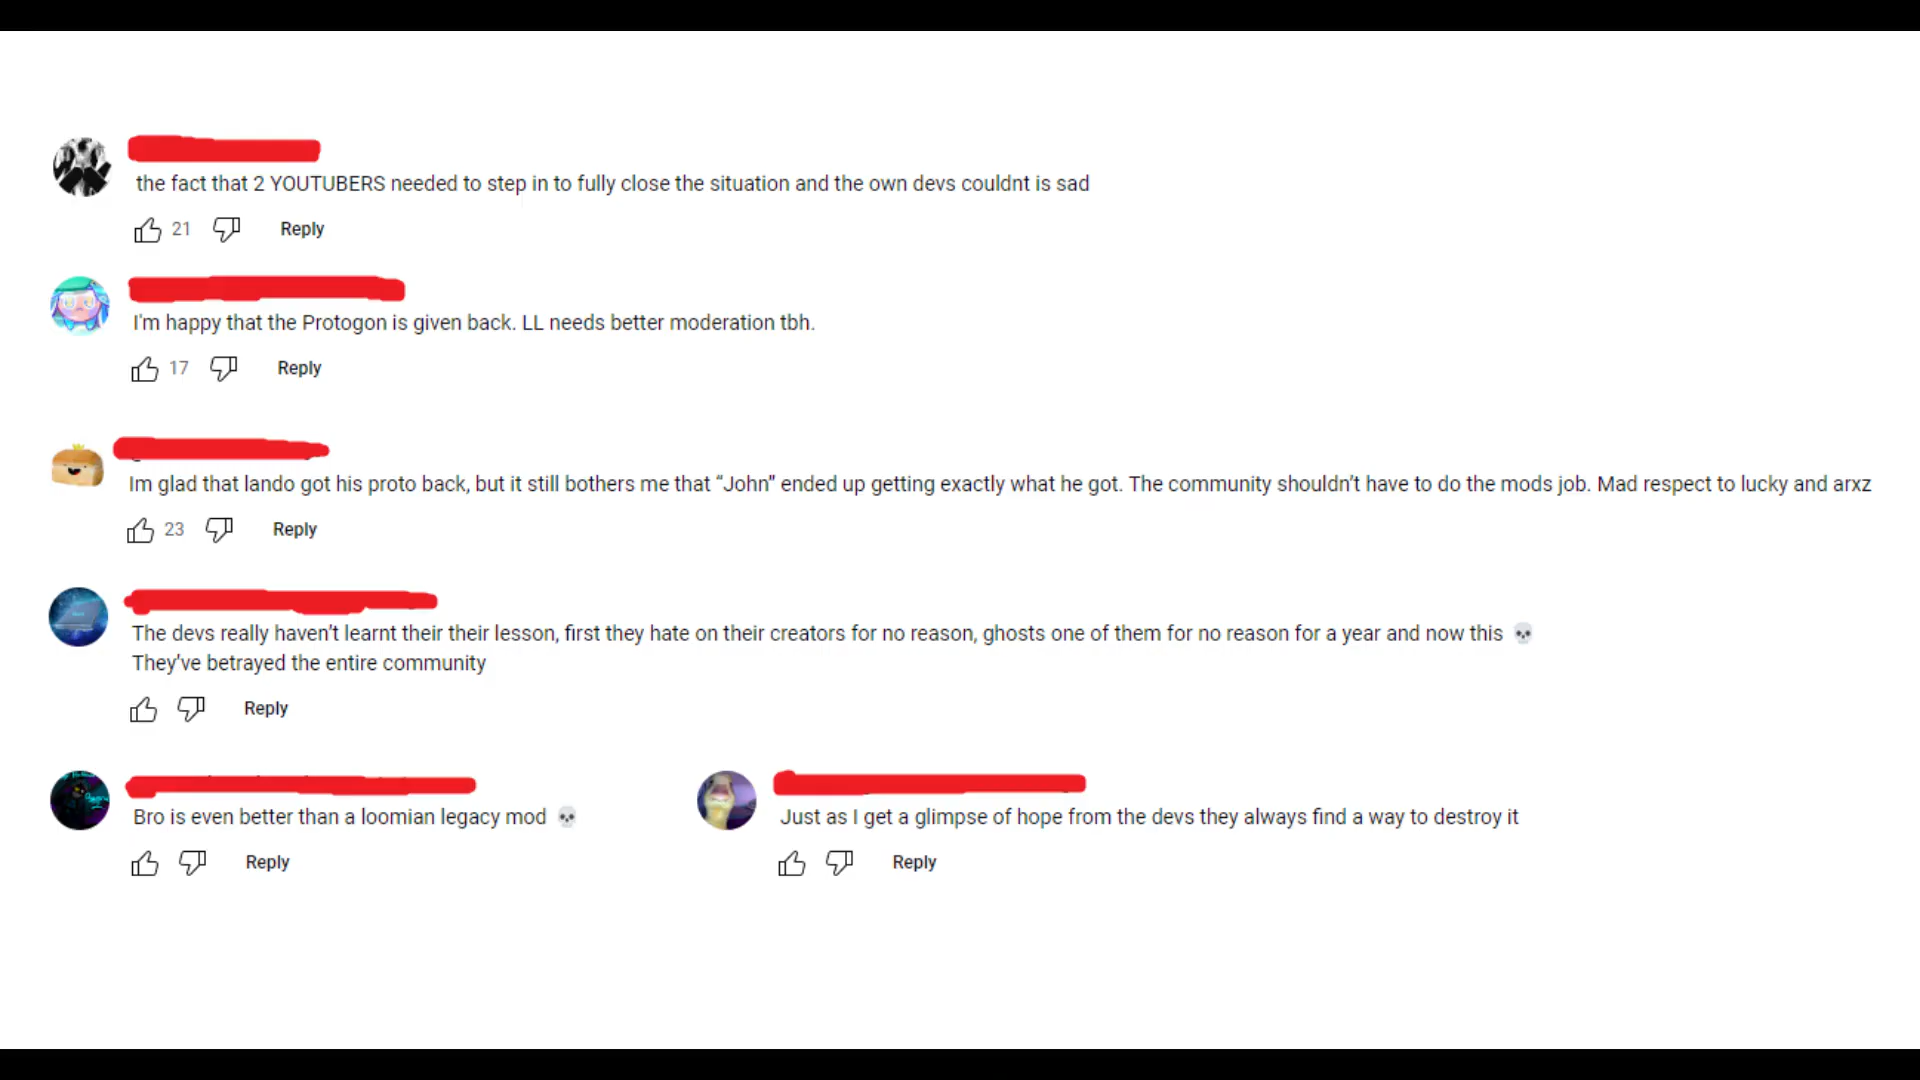 the fact that 2 YOUTUBERS needed to step in to fully close the situation and the own devs couldnt is sad
21 Reply
I'm happy that the Protogon is given back. LL needs better moderation tbh.
17 Reply
Im glad that lando got his proto back, but it still bothers me that “John” ended up getting exactly what he got. The community shouldn’t have to do the mods job. Mad respect to lucky and arxz
23 Reply
The devs really haven’t learnt their their lesson, first they hate on their creators for no reason, ghosts one of them for no reason for a year and now this 💀
They've betrayed the entire community
Reply
Bro is even better than a loomian legacy mod 💀
Reply
Just as I get a glimpse of hope from the devs they always find a way to destroy it
Reply